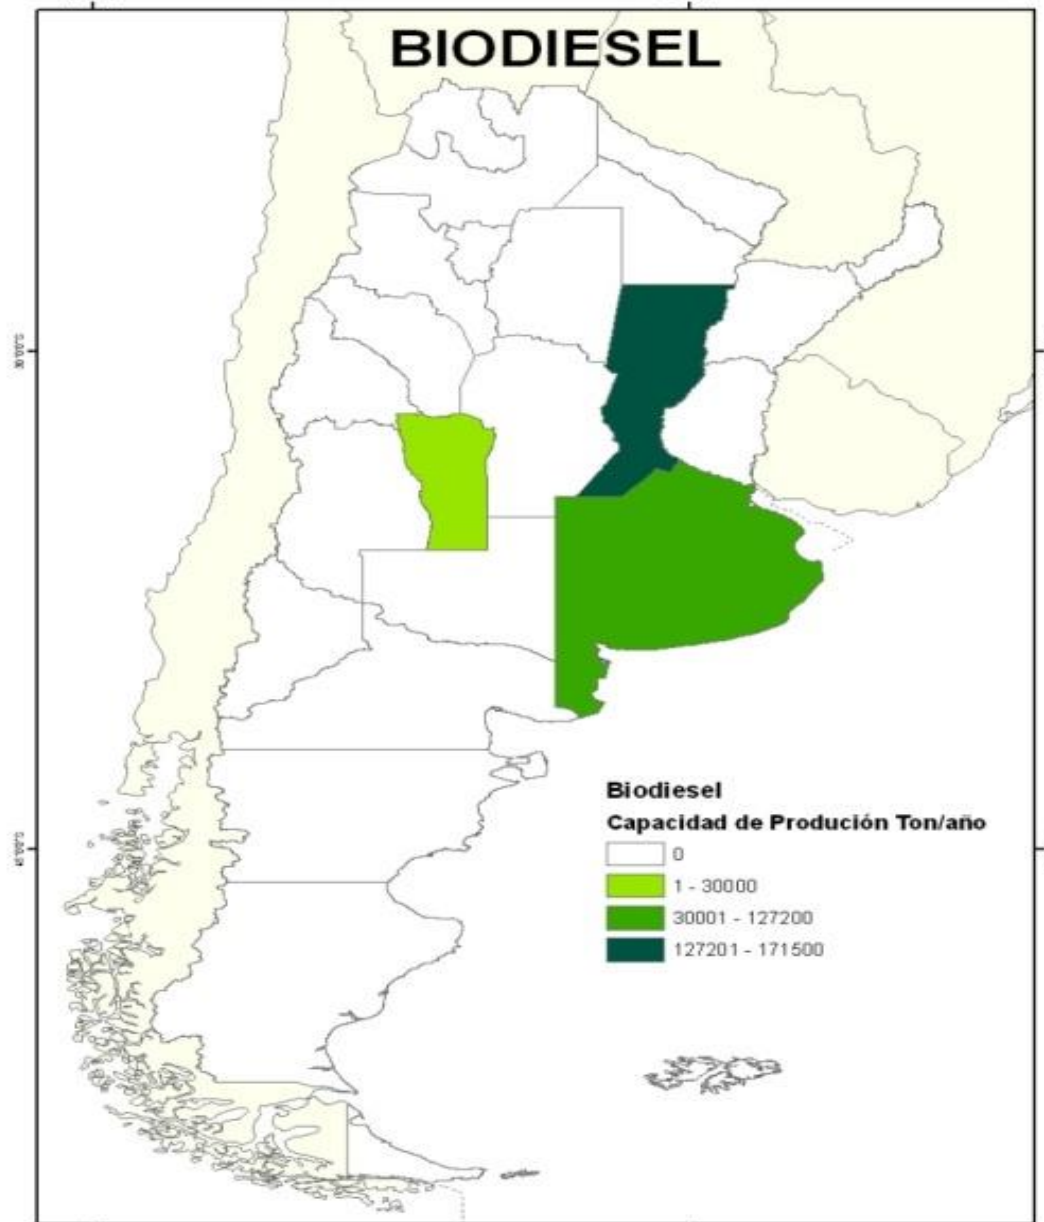 BIODIESEL
Biodiesel
Capacidad de Produción Ton/año
0
1 - 30000
30001 - 127200
127201 - 171500